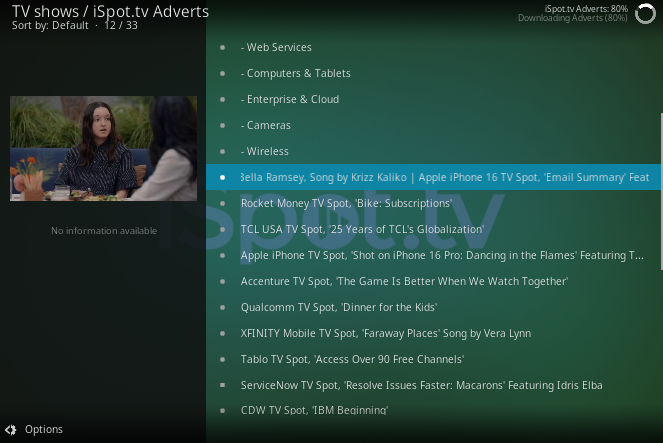 TV shows / iSpot.tv Adverts
Sort by: Default · 12 / 33
iSpot.tv Adverts: 80%
Downloading Adverts (80%)
- Web Services
- Computers & Tablets
- Enterprise & Cloud
- Cameras
- Wireless
Bella Ramsey, Song by Krizz Kaliko | Apple iPhone 16 TV Spot, 'Email Summary' Feat
Rocket Money TV Spot, 'Bike: Subscriptions'
TCL USA TV Spot, '25 Years of TCL's Globalization'
Apple iPhone TV Spot, 'Shot on iPhone 16 Pro: Dancing in the Flames' Featuring T...
Accenture TV Spot, 'The Game Is Better When We Watch Together'
Qualcomm TV Spot, 'Dinner for the Kids'
XFINITY Mobile TV Spot, 'Faraway Places' Song by Vera Lynn
Tablo TV Spot, 'Access Over 90 Free Channels'
ServiceNow TV Spot, 'Resolve Issues Faster: Macarons' Featuring Idris Elba
CDW TV Spot, 'IBM Beginning'
No information available
iSpot.tv
Options